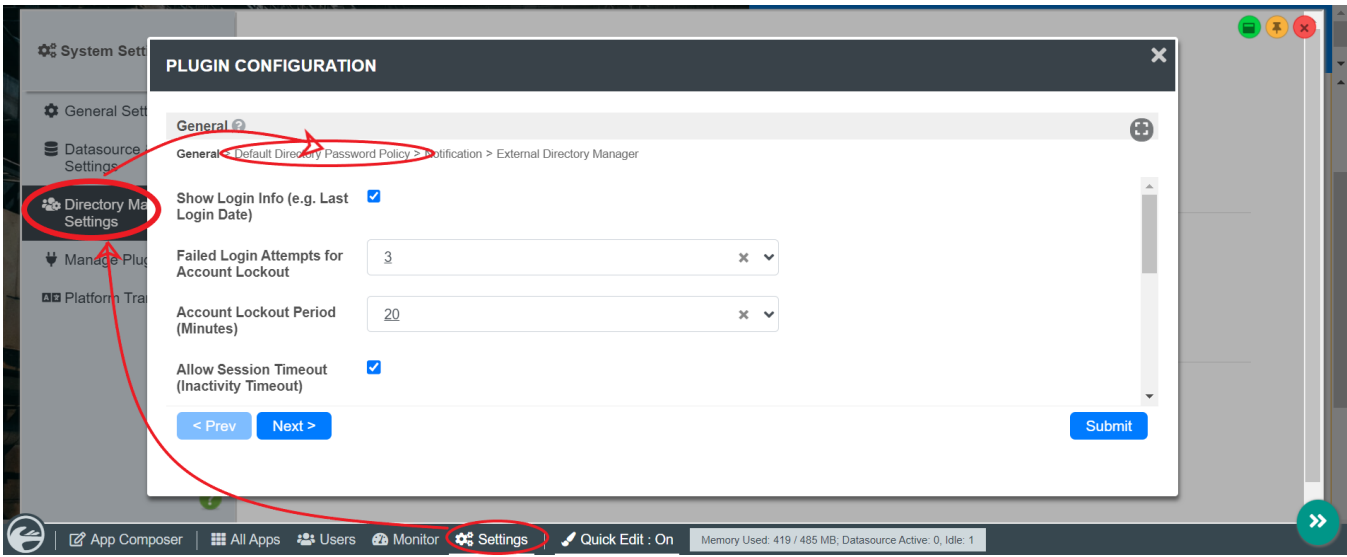 System Sett
PLUGIN CONFIGURATION
General Sett
Datasource
Settings
Directory Ma
Settings
Manage Plug
Platform Tra
General
General > Default Directory Password Policy > Notification > External Directory Manager
Show Login Info (e.g. Last
Login Date)
Failed Login Attempts for
Account Lockout
3
Account Lockout Period
(Minutes)
20
Allow Session Timeout
(Inactivity Timeout)
< Prev
Next >
Submit
App Composer
All Apps
Users
Monitor
Settings
Quick Edit : On
Memory Used: 419 / 485 MB; Datasource Active: 0, Idle: 1